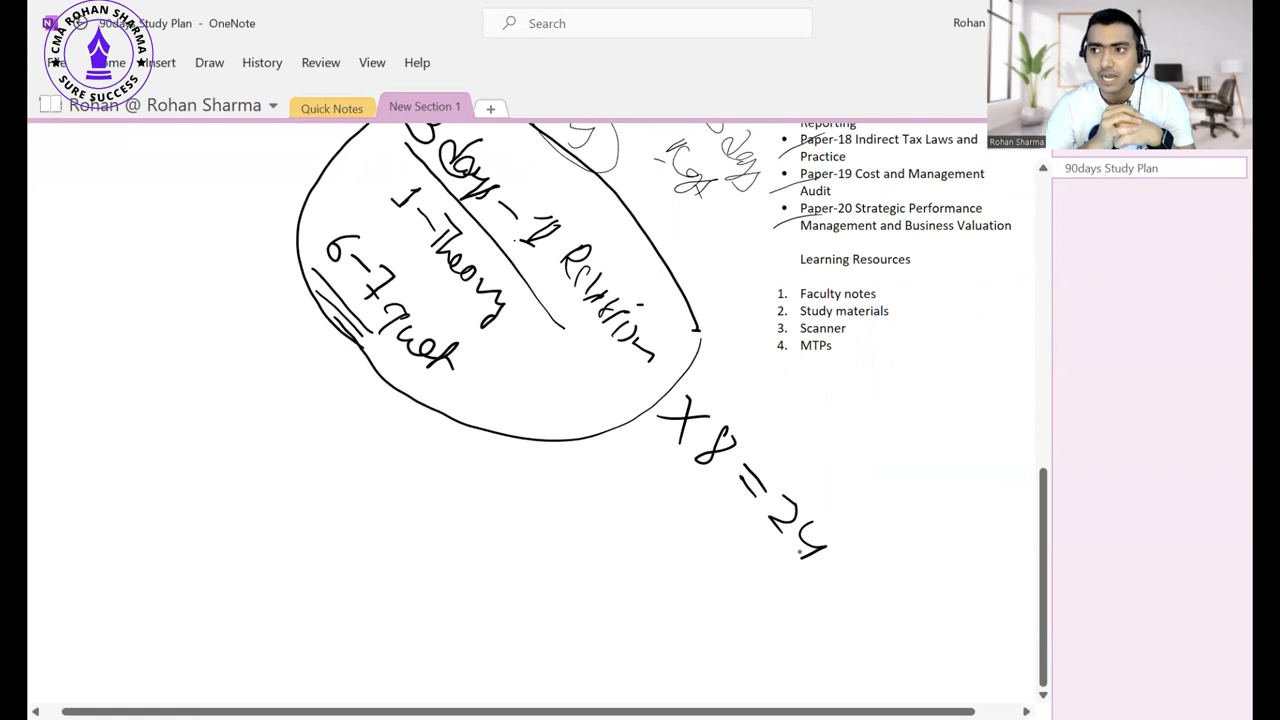 90days Study Plan - OneNote
Search
Rohan
CMA ROHAN SHARMA
SURE SUCCESS
Insert Draw History Review View Help
Rohan @ Rohan Sharma
Quick Notes
New Section 1
Rohan Sharma
90days Study Plan
Reporting
Paper-18 Indirect Tax Laws and
Practice
Paper-19 Cost and Management
Audit
Paper-20 Strategic Performance
Management and Business Valuation
Learning Resources
1. Faculty notes
2. Study materials
3. Scanner
4. MTPs
3 days -
1 - Theory
6-7
× 8 = 24